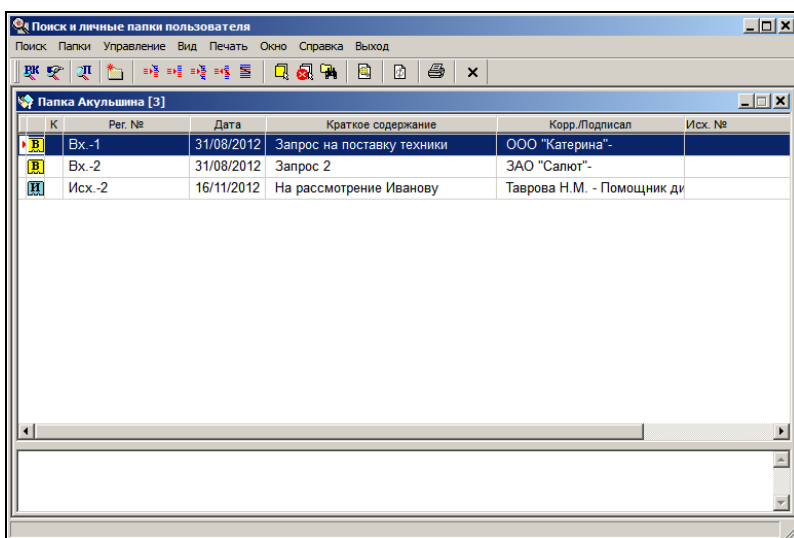 Поиск и личные папки пользователя
Поиск Папки Управление Вид Печать Окно Справка Выход
РК П
Папка Акульшина [3]
К Рег. № Дата Краткое содержание Корр./Подписал Исх. №
В Вх.-1 31/08/2012 Запрос на поставку техники ООО "Катерина"-
В Вх.-2 31/08/2012 Запрос 2 ЗАО "Салют"-
И Исх.-2 16/11/2012 На рассмотрение Иванову Таврова Н.М. - Помощник ди